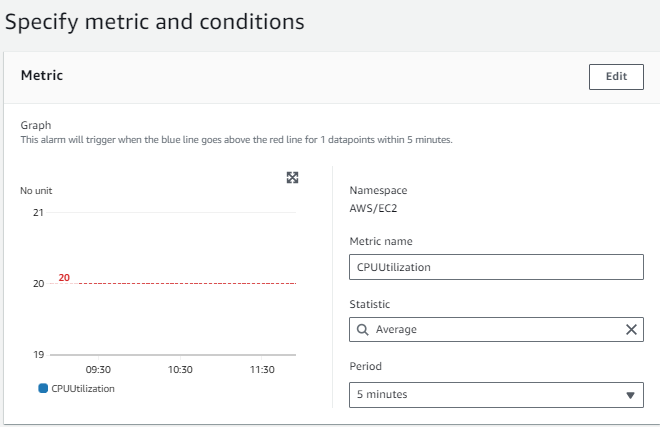 Specify metric and conditions
Metric
Edit
Graph
This alarm will trigger when the blue line goes above the red line for 1 datapoints within 5 minutes.
No unit
21
20
20
19
09:30
10:30
11:30
CPUUtilization
Namespace
AWS/EC2
Metric name
CPUUtilization
Statistic
Average
Period
5 minutes